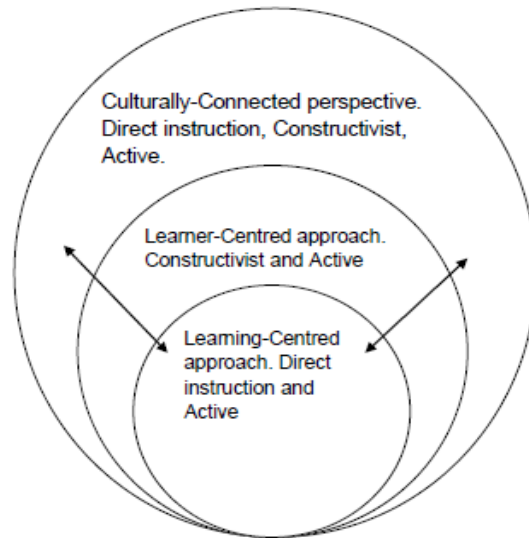 Culturally-Connected perspective.
Direct instruction, Constructivist,
Active.
Learner-Centred approach.
Constructivist and Active
Learning-Centred
approach. Direct
instruction and
Active